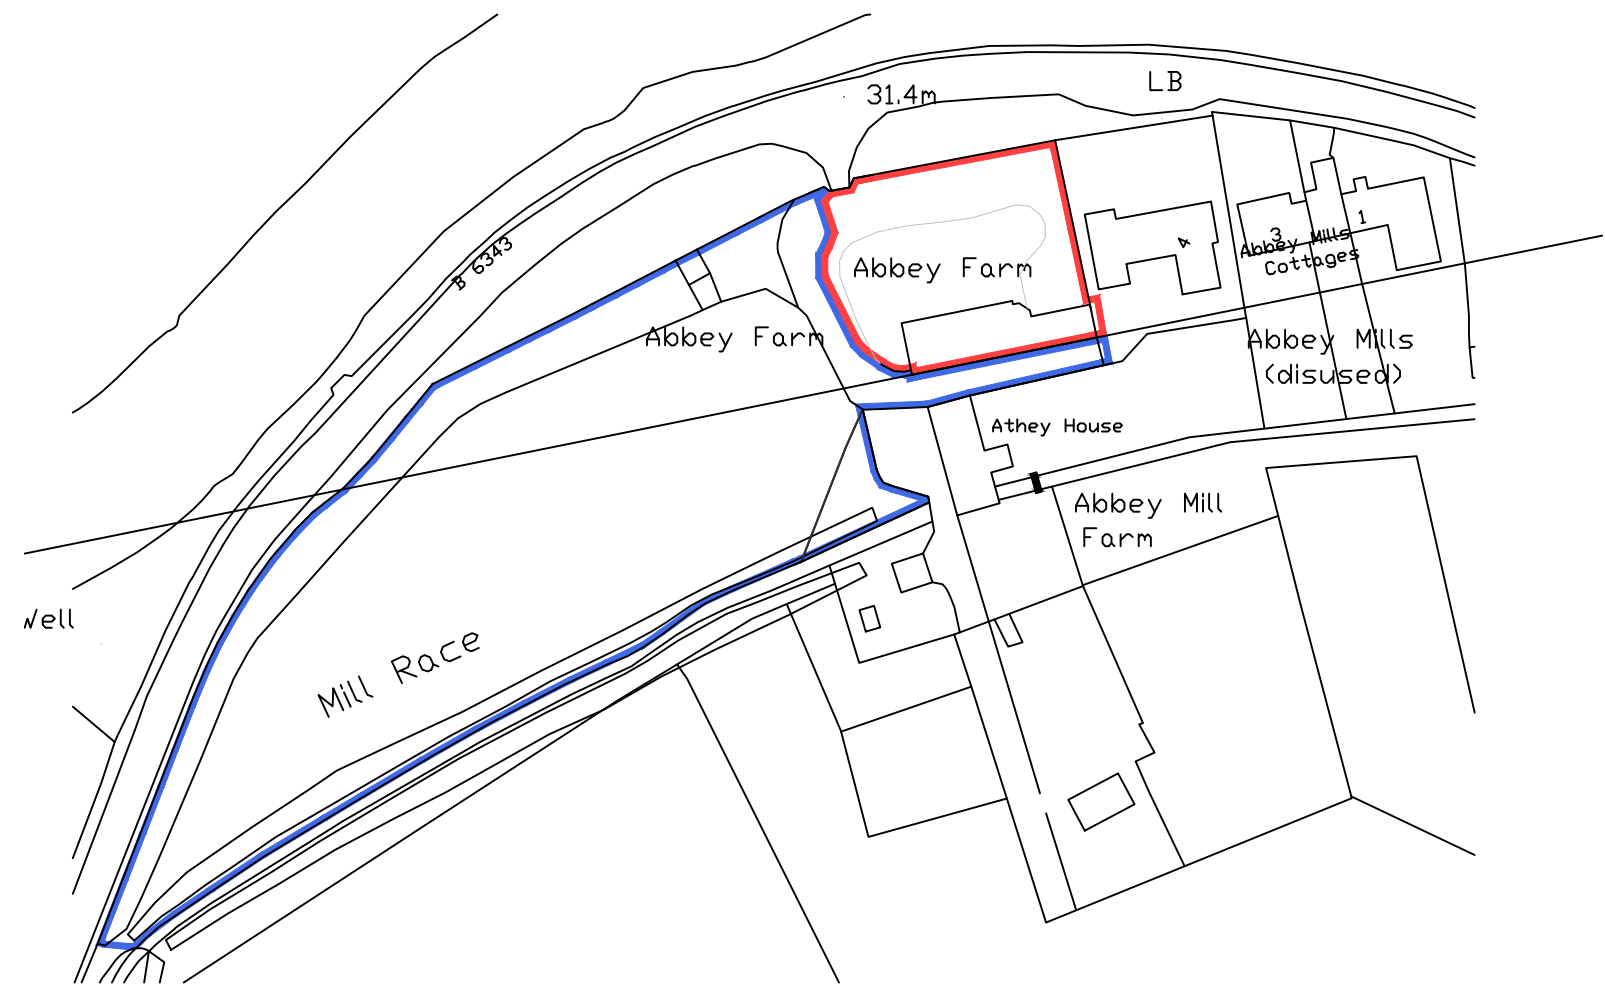 LB
31.4m
B 6343
4
1
3
Abbey Mills
Cottages
Abbey Farm
Abbey Farm
Abbey Mills
(disused)
Athey House
Abbey Mill
Farm
Well
Mill Race